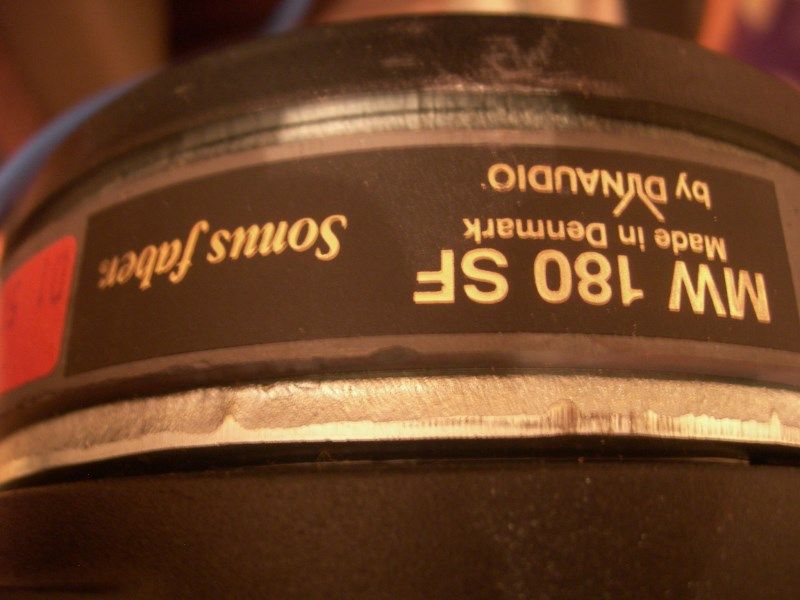 MW 180 SF
Made in Denmark
by DYNAUDIO
Sonus faber.